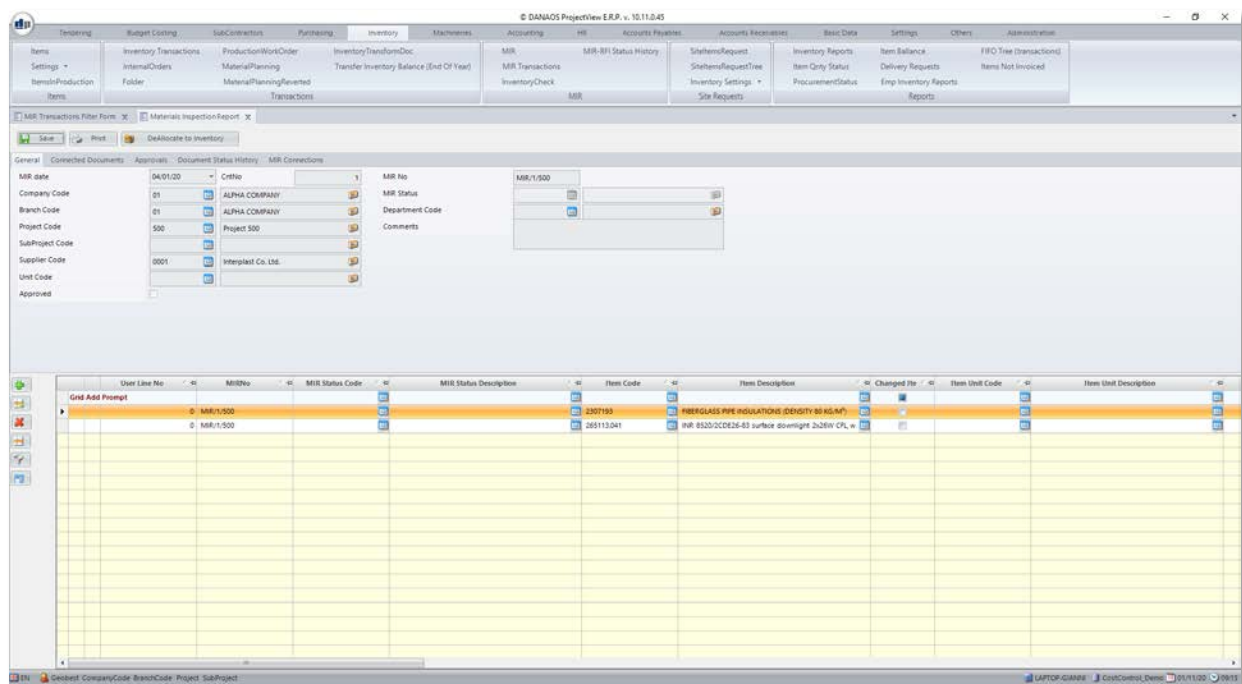 © DANAOS ProjectView E.R.P. v. 10.11.0.45
Tendering Budget Costing SubContractors Purchasing Inventory Machineries Accounting HR Accounts Payables Accounts Receivables Basic Data Settings Others Administration
Items Inventory Transactions ProductionWorkOrder InventoryTransformDoc MIR MIR-RFI Status History SiteItemsRequest Inventory Reports Item Ballance FIFO Tree (transactions)
Settings InternalOrders MaterialPlanning Transfer Inventory Balance (End Of Year) MIR Transactions SiteItemsRequestTree Item Qnty Status Delivery Requests Items Not Invoiced
ItemsInProduction Folder MaterialPlanningReverted InventoryCheck Inventory Settings ProcurementStatus Emp Inventory Reports
Items Transactions MIR Site Requests Reports
MIR Transactions Filter Form Materials Inspection Report
Save Print DeAllocate to Inventory
General Connected Documents Approvals Document Status History MIR Connections
MIR date 04/01/20 CntNo 1 MIR No MIR/1/500
Company Code 01 ALPHA COMPANY MIR Status
Branch Code 01 ALPHA COMPANY Department Code
Project Code 500 Project 500 Comments
SubProject Code
Supplier Code 0001 Interplast Co. Ltd.
Unit Code
Approved
User Line No MIRNo MIR Status Code MIR Status Description Item Code Item Description Changed Ite Item Unit Code Item Unit Description
Grid Add Prompt
0 MIR/1/500 2307193 FIBERGLASS PIPE INSULATIONS (DENSITY 80 KG/M³)
0 MIR/1/500 265113.041 INR 8520/2CDE26-83 surface downlight 2x26W CFL, w
EN Geobest CompanyCode BranchCode Project SubProject LAPTOP-GIANNI CostControl_Demo 01/11/20 09:15